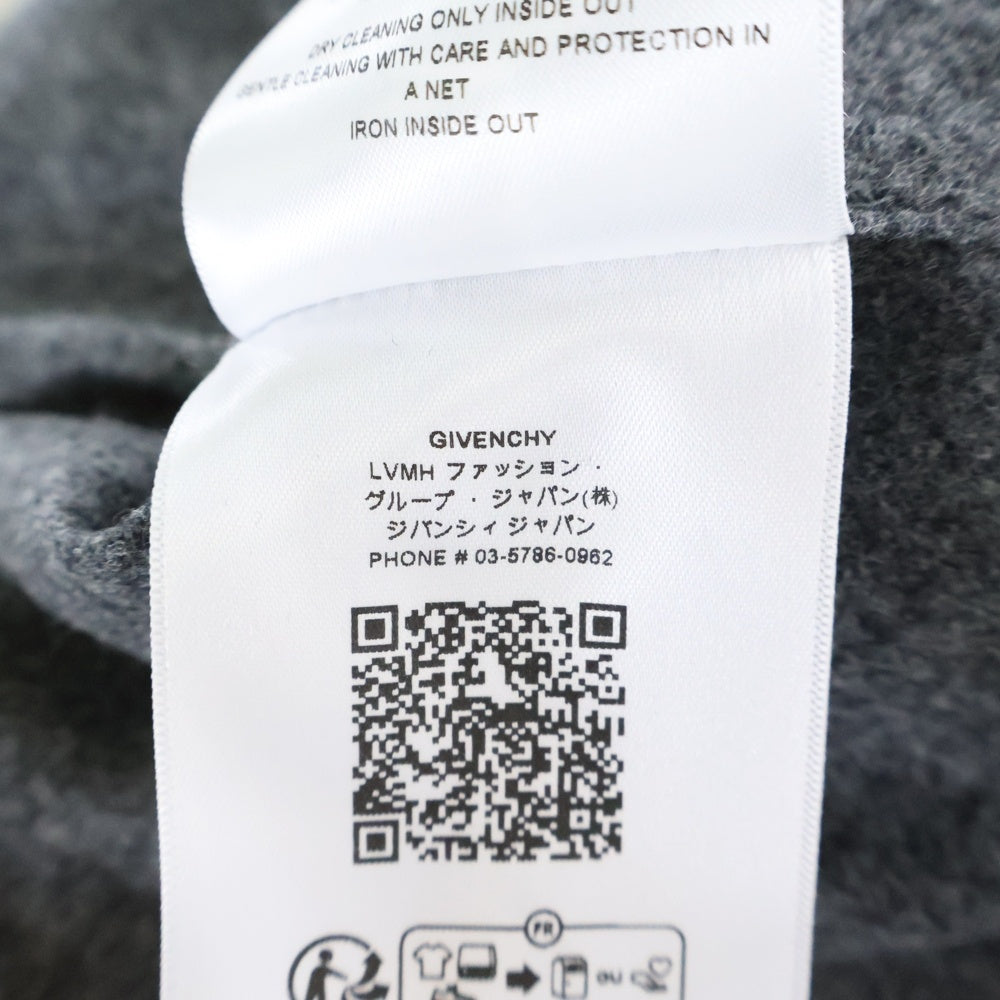 DRY CLEANING ONLY INSIDE OUT
GENTLE CLEANING WITH CARE AND PROTECTION IN
A NET
IRON INSIDE OUT
GIVENCHY
LVMH ファッション ・
グループ ・ ジャパン(株)
ジバンシィ ジャパン
PHONE # 03-5786-0962
FR
OU